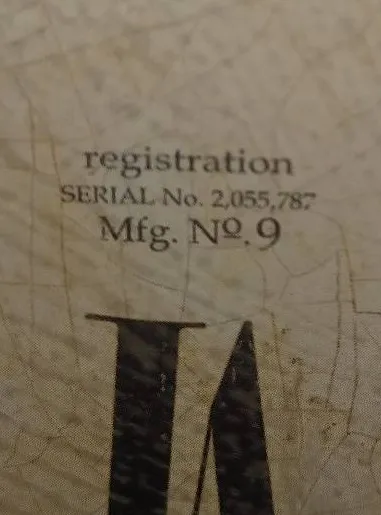 registration
SERIAL No. 2,055,787
Mfg. Nº. 9